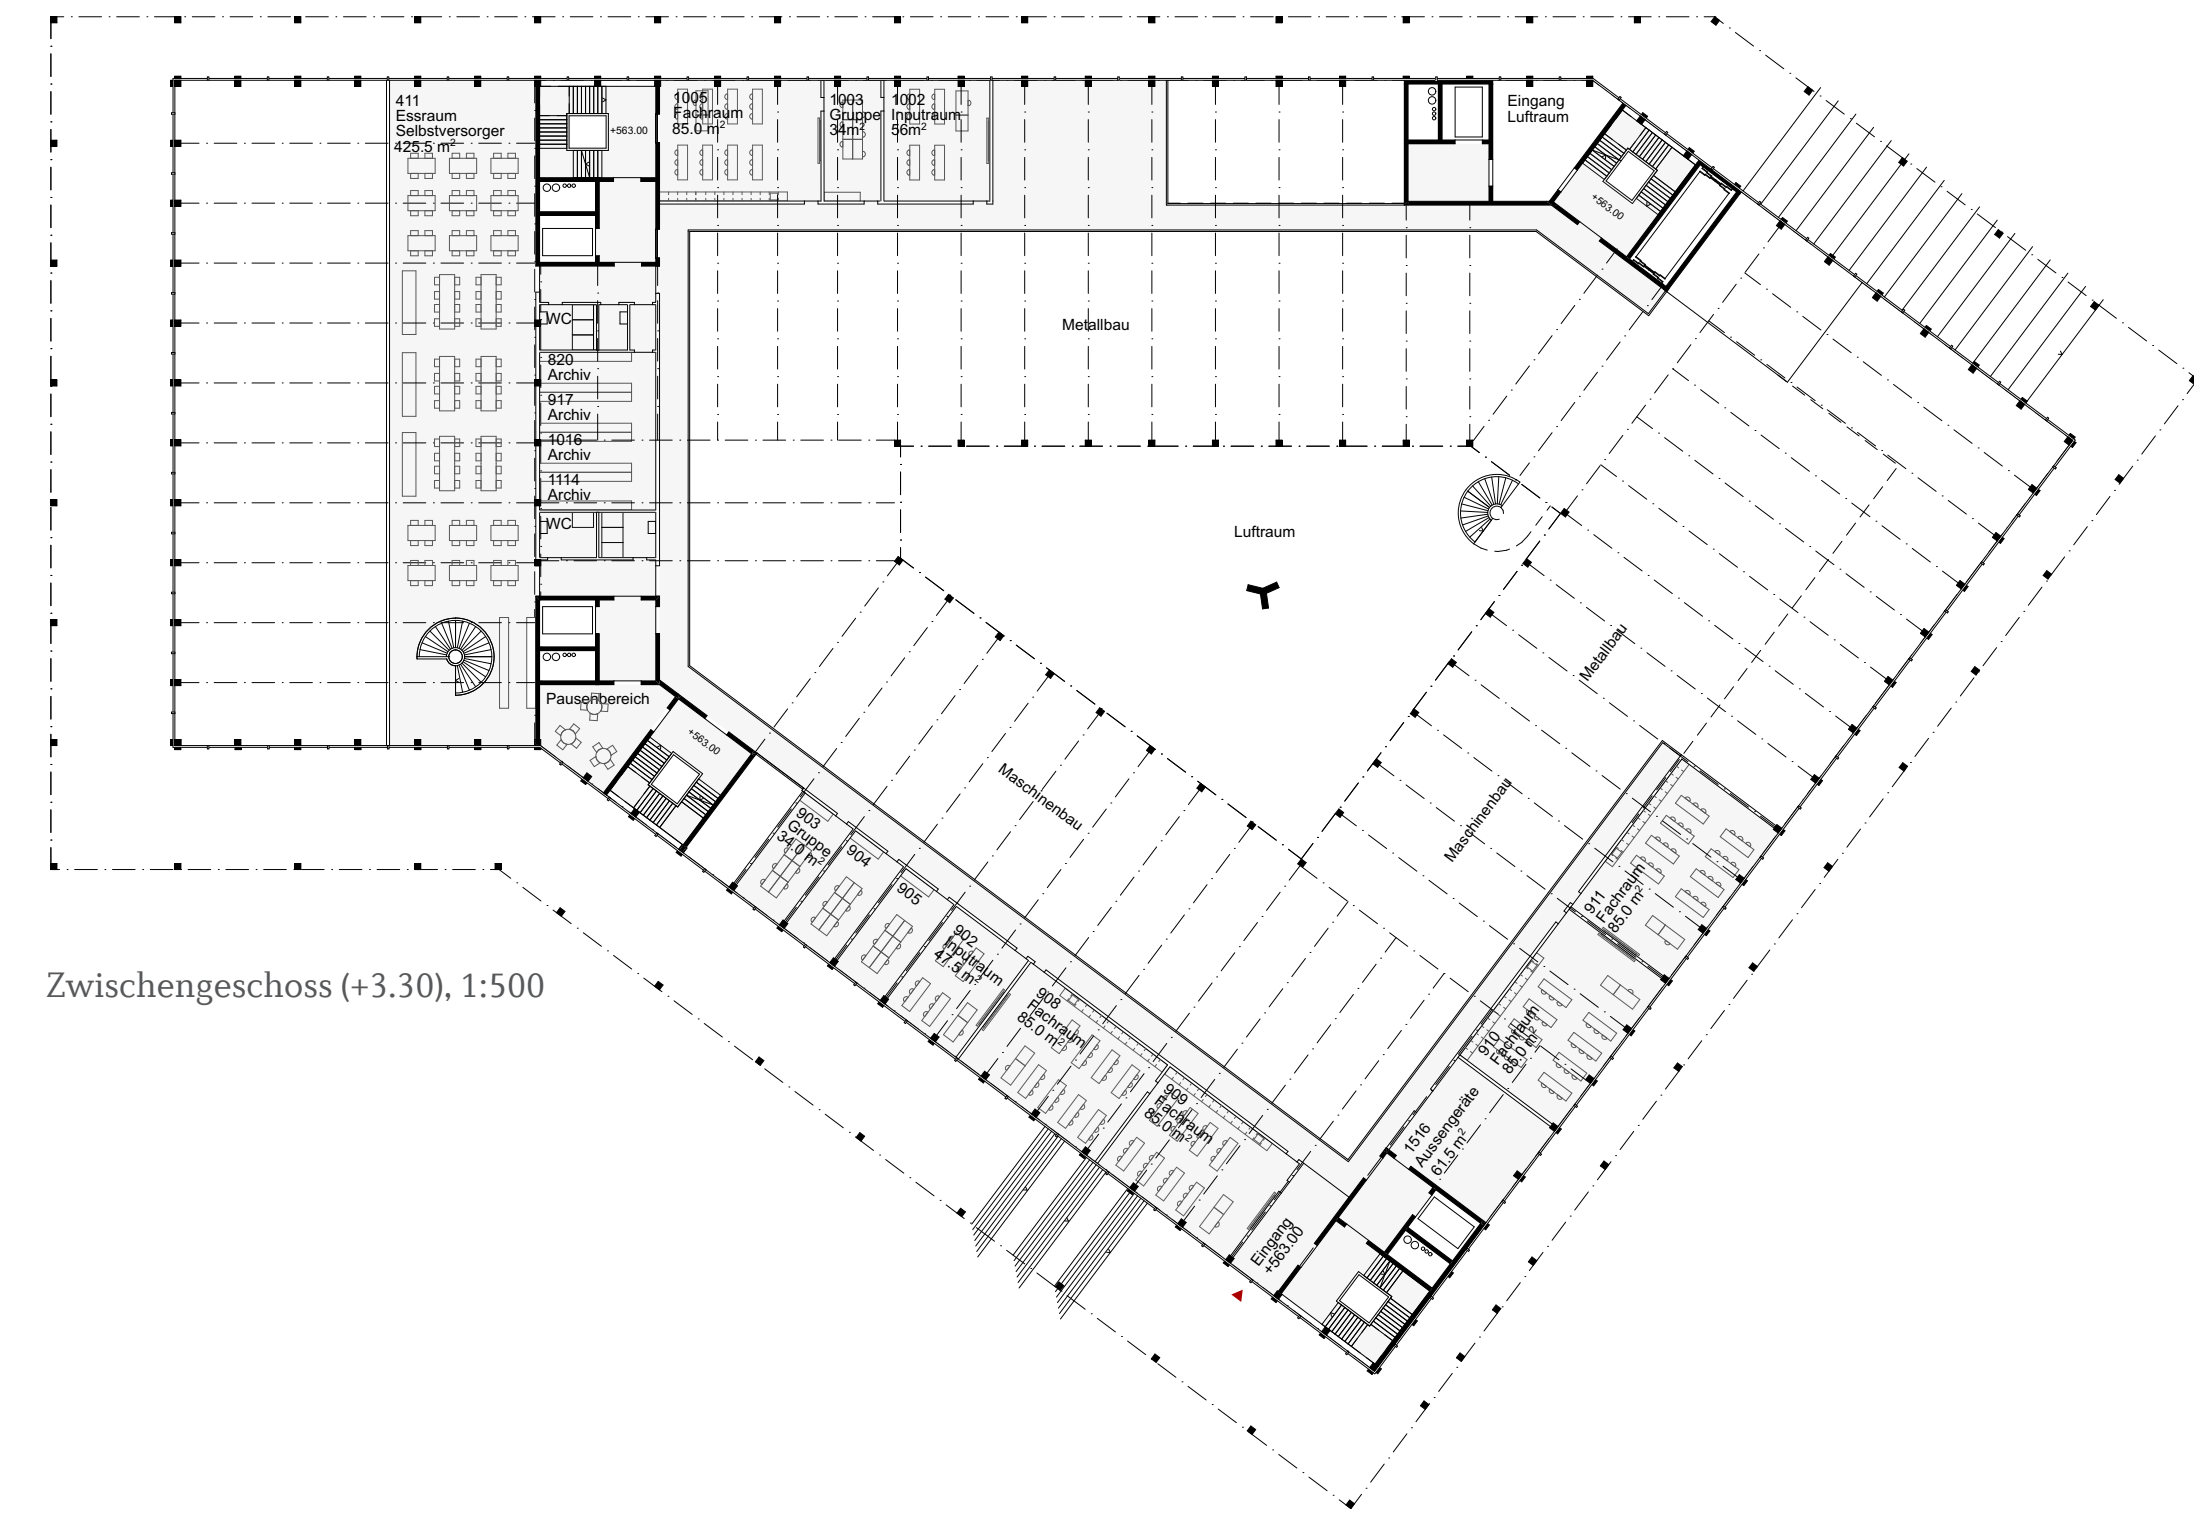 411
Essraum
Selbstversorger
425.5 m²
+563.00
1005
Fachraum
85.0 m²
1003
Gruppe
34m²
1002
Inputraum
56m²
Eingang
Luftraum
+563.00
WC
820
Archiv
917
Archiv
1016
Archiv
1114
Archiv
WC
Metallbau
Luftraum
Metallbau
Pausenbereich
+563.00
Maschinenbau
Maschinenbau
903
Gruppe
34.0 m²
904
905
902
Inputraum
47.5 m²
908
Fachraum
85.0 m²
909
Fachraum
85.0 m²
911
Fachraum
85.0 m²
910
Fachraum
85.0 m²
1516
Aussengeräte
61.5 m²
Eingang
+563.00
Zwischengeschoss (+3.30), 1:500